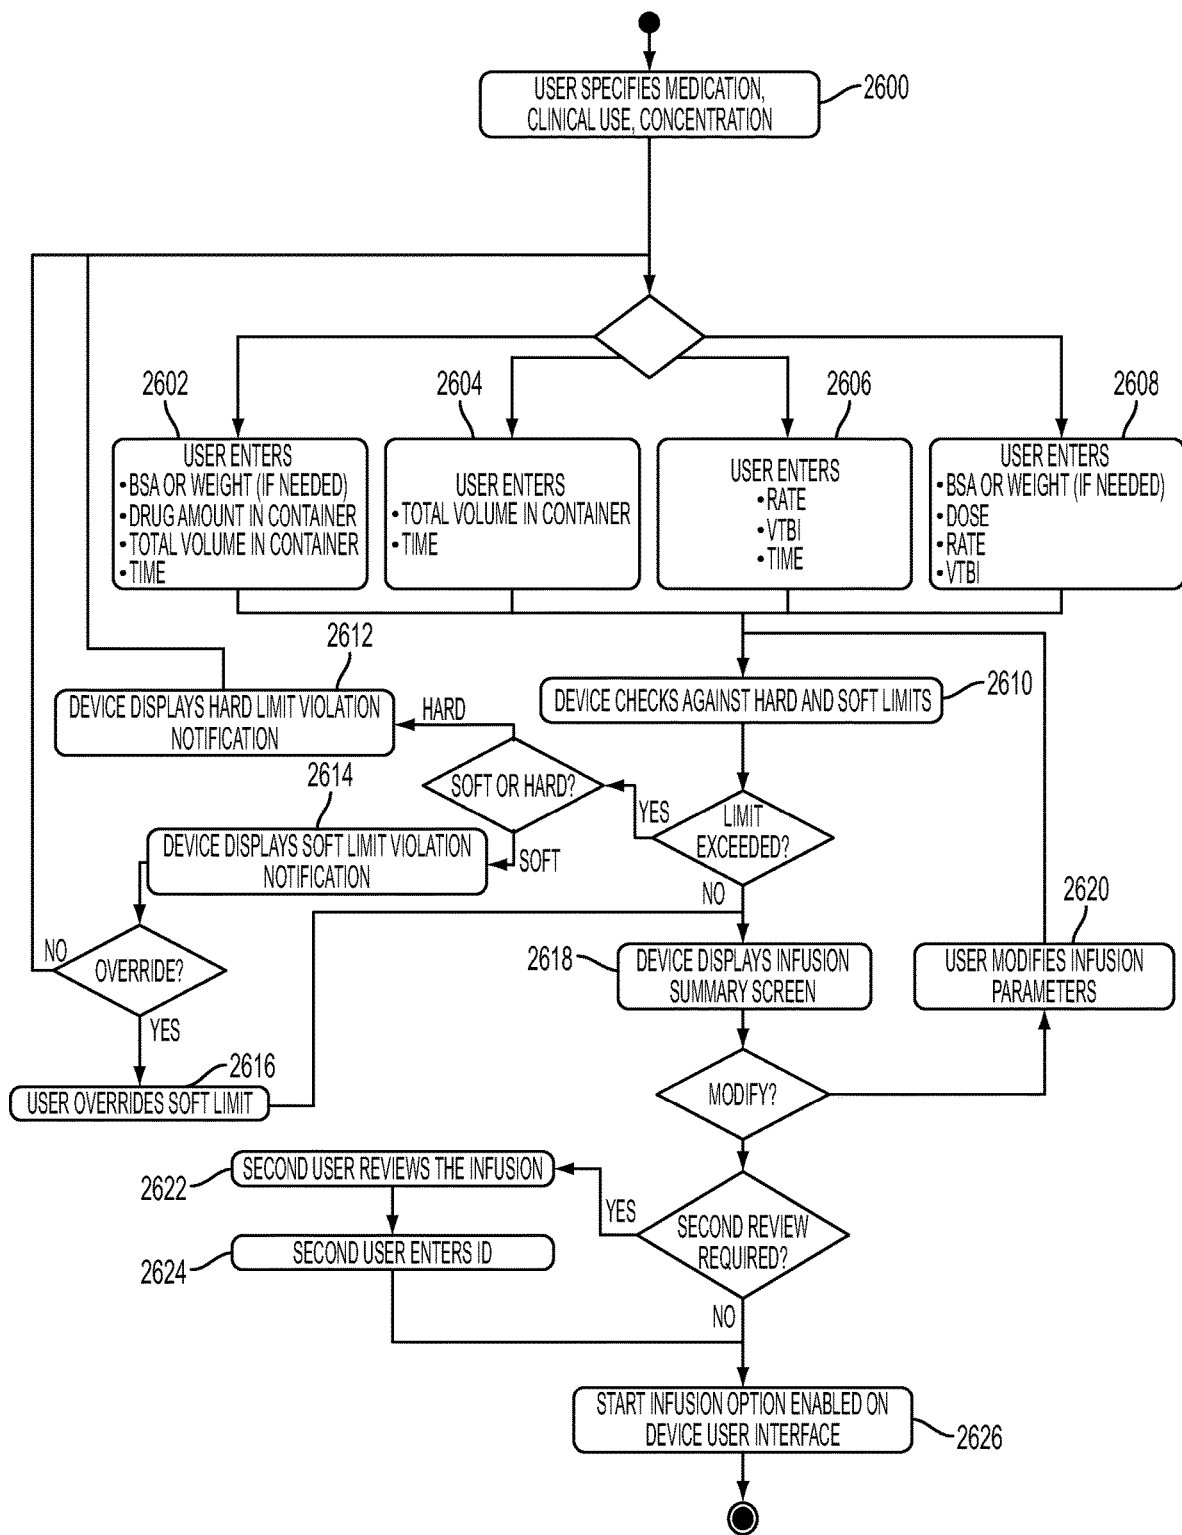 USER SPECIFIES MEDICATION,
CLINICAL USE, CONCENTRATION
2600
2602
2604
2606
2608
USER ENTERS
•BSA OR WEIGHT (IF NEEDED)
•DRUG AMOUNT IN CONTAINER
•TOTAL VOLUME IN CONTAINER
•TIME
USER ENTERS
•TOTAL VOLUME IN CONTAINER
•TIME
USER ENTERS
•RATE
•VTBI
•TIME
USER ENTERS
•BSA OR WEIGHT (IF NEEDED)
•DOSE
•RATE
•VTBI
2612
DEVICE DISPLAYS HARD LIMIT VIOLATION
NOTIFICATION
HARD
DEVICE CHECKS AGAINST HARD AND SOFT LIMITS
2610
SOFT OR HARD?
YES
LIMIT
EXCEEDED?
2614
DEVICE DISPLAYS SOFT LIMIT VIOLATION
NOTIFICATION
SOFT
NO
2620
NO
OVERRIDE?
YES
2618
DEVICE DISPLAYS INFUSION
SUMMARY SCREEN
USER MODIFIES INFUSION
PARAMETERS
2616
USER OVERRIDES SOFT LIMIT
MODIFY?
SECOND USER REVIEWS THE INFUSION
2622
YES
SECOND REVIEW
REQUIRED?
SECOND USER ENTERS ID
2624
NO
START INFUSION OPTION ENABLED ON
DEVICE USER INTERFACE
2626